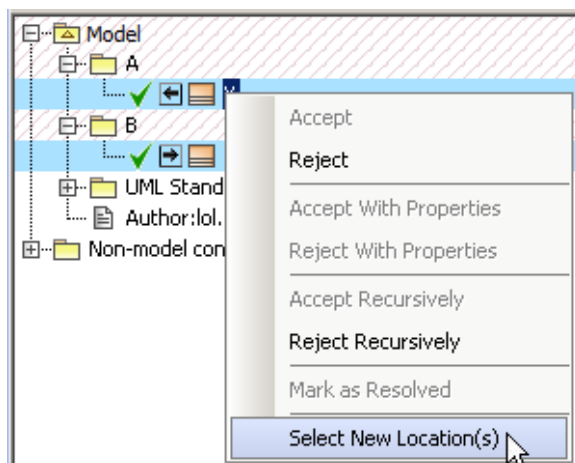 Model
A
B
UML Stand
Author:lol.
Non-model con
Accept
Reject
Accept With Properties
Reject With Properties
Accept Recursively
Reject Recursively
Mark as Resolved
Select New Location(s)